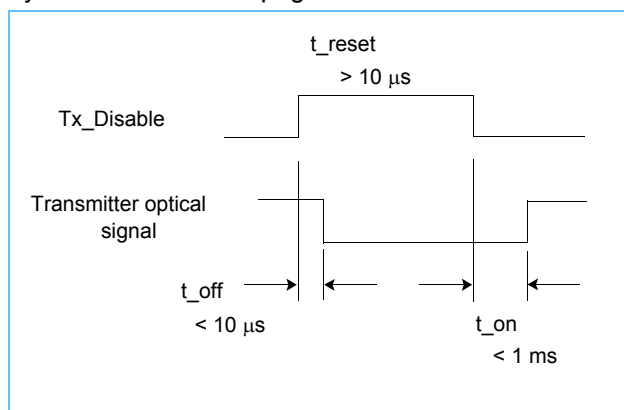 t_reset
> 10 μs
Tx_Disable
Transmitter optical
signal
t_off
< 10 μs
t_on
< 1 ms